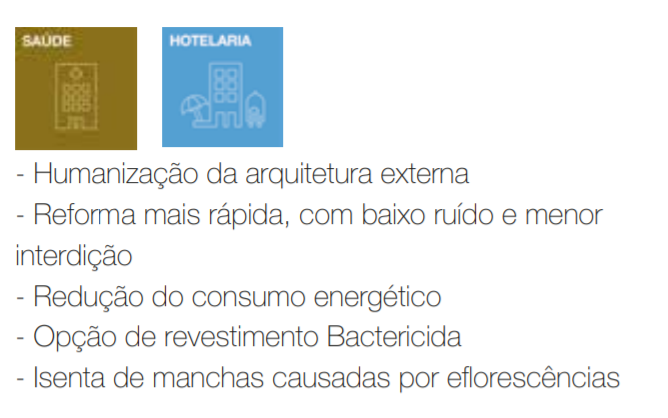 SAÚDE
HOTELARIA
- Humanização da arquitetura externa
- Reforma mais rápida, com baixo ruído e menor
interdição
- Redução do consumo energético
- Opção de revestimento Bactericida
- Isenta de manchas causadas por eflorescências